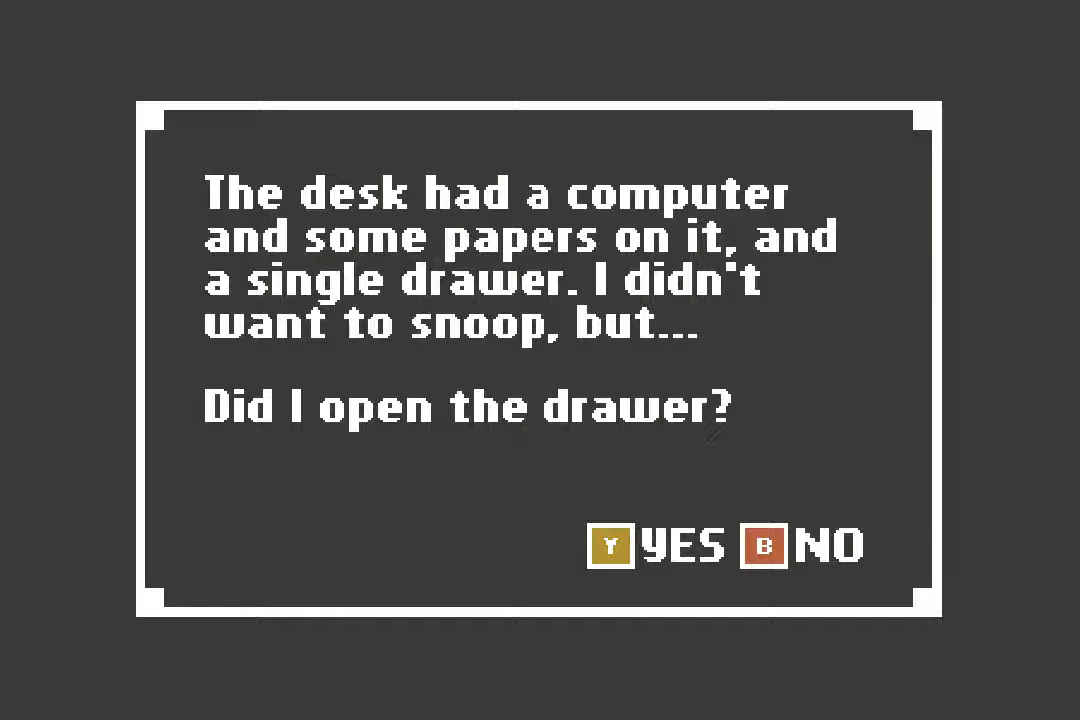 The desk had a computer
and some papers on it, and
a single drawer. I didn't
want to snoop, but...
Did I open the drawer?
Y YES B NO